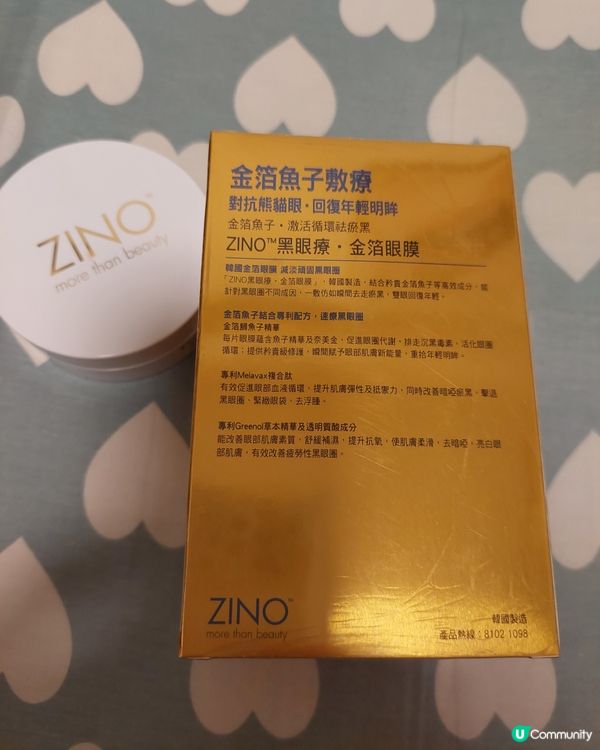 ZINO™
more than beauty
金箔魚子敷療
對抗熊貓眼・回復年輕明眸
金箔魚子・激活循環祛瘀黑
ZINO™黑眼療・金箔眼膜
韓國金箔眼膜 減淡頑固黑眼圈
「ZINO黑眼療・金箔眼膜」，韓國製造，結合矜貴金箔魚子等高效成分，能
針對黑眼圈不同成因，一敷仿如瞬間去走瘀黑，雙眼回復年輕。
金箔魚子結合專利配方，速療黑眼圈
金箔鱘魚子精華
每片眼膜蘊含魚子精華及奈美金，促進眼圈代謝，排走沉黑毒素，活化眼圈
循環；提供矜貴級修護，瞬間賦予眼部肌膚新能量，重拾年輕明眸。
專利Melavax複合肽
有效促進眼部血液循環，提升肌膚彈性及抵禦力，同時改善暗啞瘀黑，擊退
黑眼圈、緊緻眼袋、去浮腫。
專利Greenol草本精華及透明質酸成分
能改善眼部肌膚素質，舒緩補濕，提升抗氧，使肌膚柔滑，去暗啞，亮白眼
部肌膚，有效改善疲勞性黑眼圈。
ZINO™
more than beauty
韓國製造
產品熱線：8102 1098
U Community